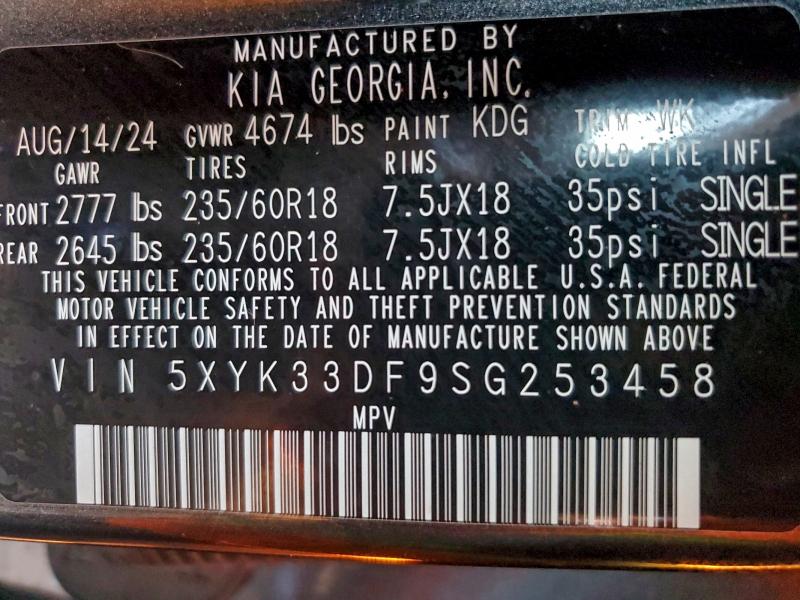 MANUFACTURED BY
KIA GEORGIA, INC.
AUG/14/24 GVWR 4674 lbs PAINT KDG TRIM WK
GAWR TIRES RIMS COLD TIRE INFL
FRONT 2777 lbs 235/60R18 7.5JX18 35psi SINGLE
REAR 2645 lbs 235/60R18 7.5JX18 35psi SINGLE
THIS VEHICLE CONFORMS TO ALL APPLICABLE U.S.A. FEDERAL
MOTOR VEHICLE SAFETY AND THEFT PREVENTION STANDARDS
IN EFFECT ON THE DATE OF MANUFACTURE SHOWN ABOVE
VIN 5XYK33DF9SG253458
MPV